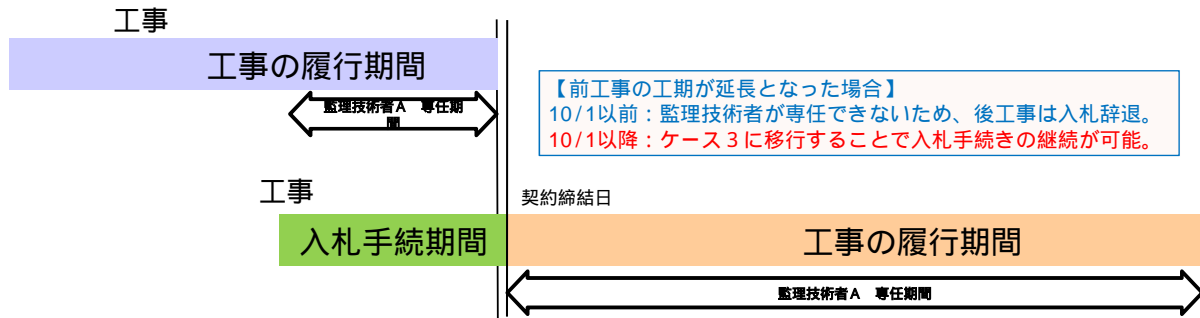 工事
工事の履行期間
監理技術者A 専任期
間
【前工事の工期が延長となった場合】
10/1以前：監理技術者が専任できないため、後工事は入札辞退。
10/1以降：ケース３に移行することで入札手続きの継続が可能。
工事
契約締結日
入札手続期間
工事の履行期間
監理技術者A 専任期間